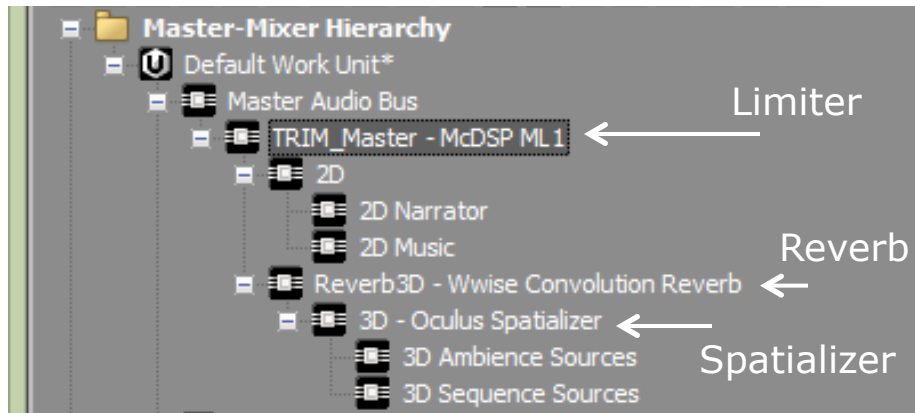 Master-Mixer Hierarchy
Default Work Unit*
Master Audio Bus
Limiter
TRIM_Master - McDSP ML1
2D
2D Narrator
2D Music
Reverb
Reverb3D - Wwise Convolution Reverb
3D - Oculus Spatializer
Spatializer
3D Ambience Sources
3D Sequence Sources